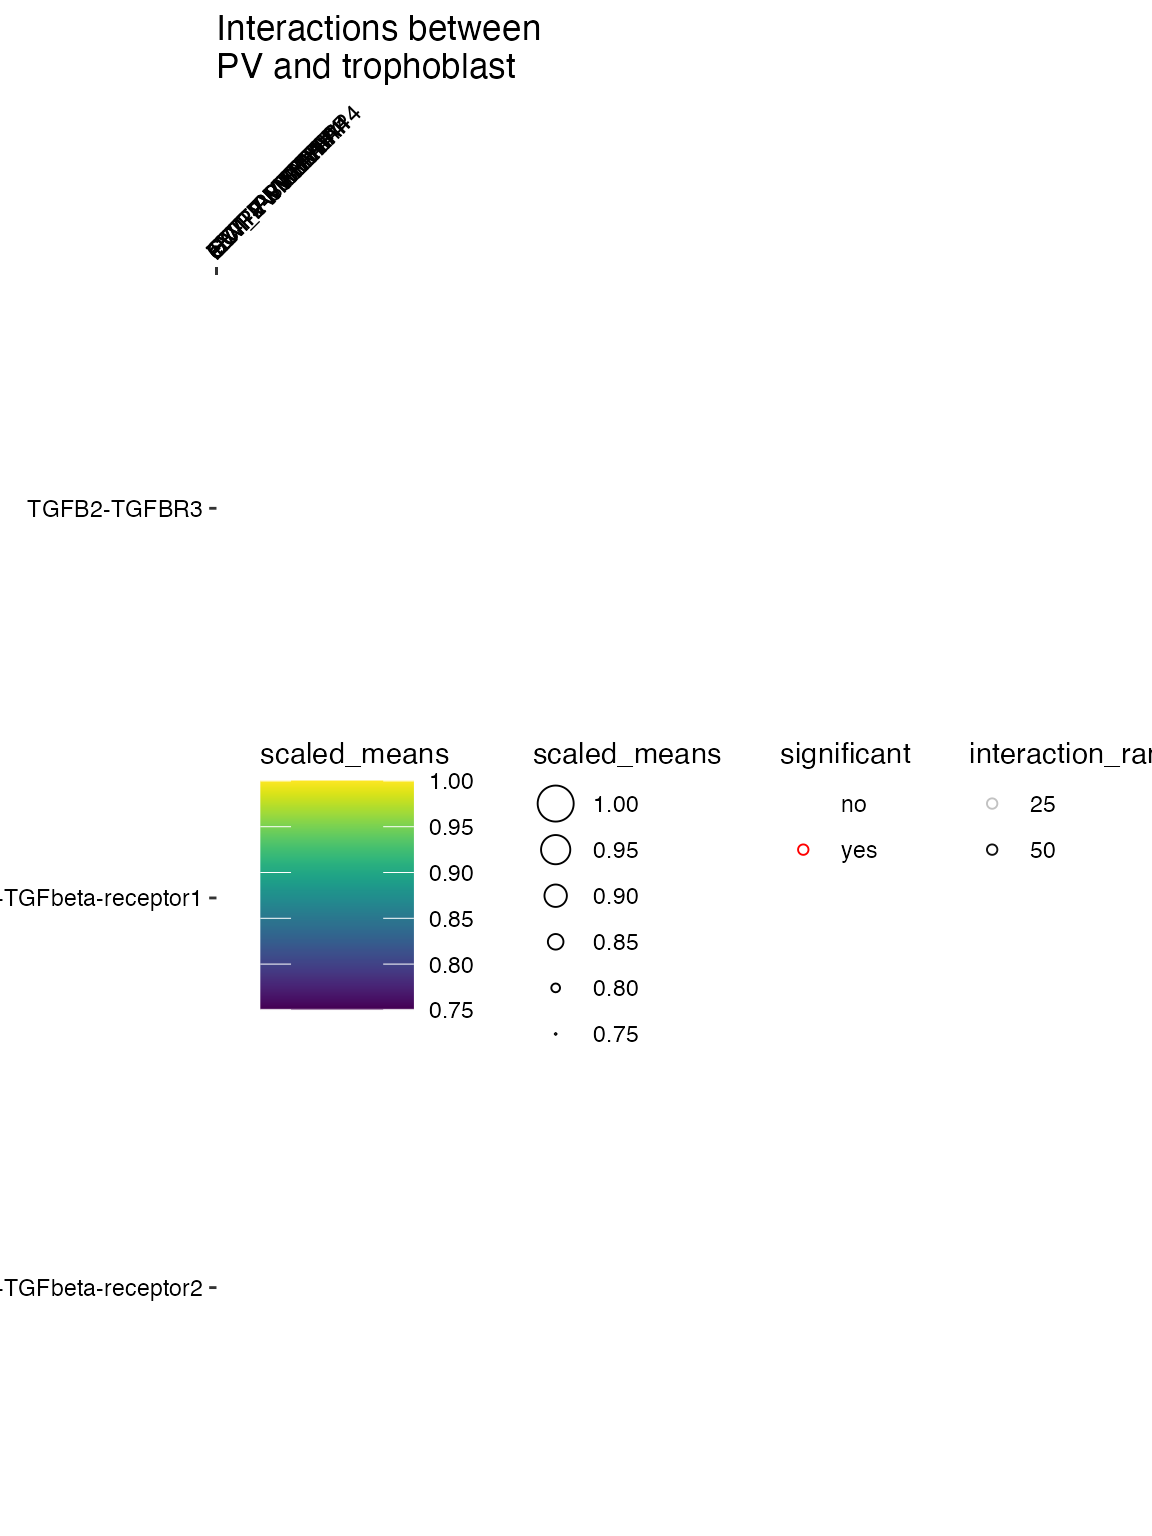 Interactions between
PV and trophoblast
TGFB2-TGFBR3
scaled_means
1.00
0.95
0.90
0.85
0.80
0.75
scaled_means
1.00
0.95
0.90
0.85
0.80
0.75
significant
no
yes
25
50
-TGFbeta-receptor1
-TGFbeta-receptor2